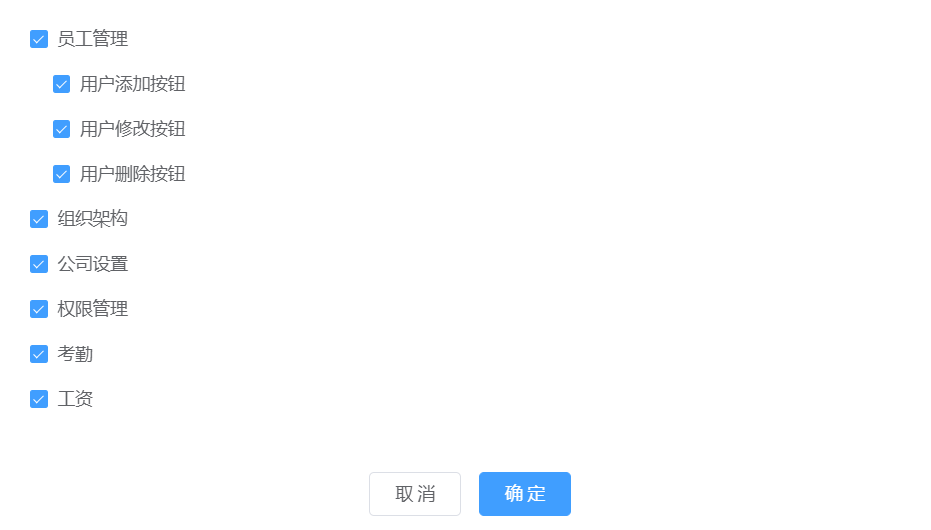 员工管理
用户添加按钮
用户修改按钮
用户删除按钮
组织架构
公司设置
权限管理
考勤
工资
取消 确定